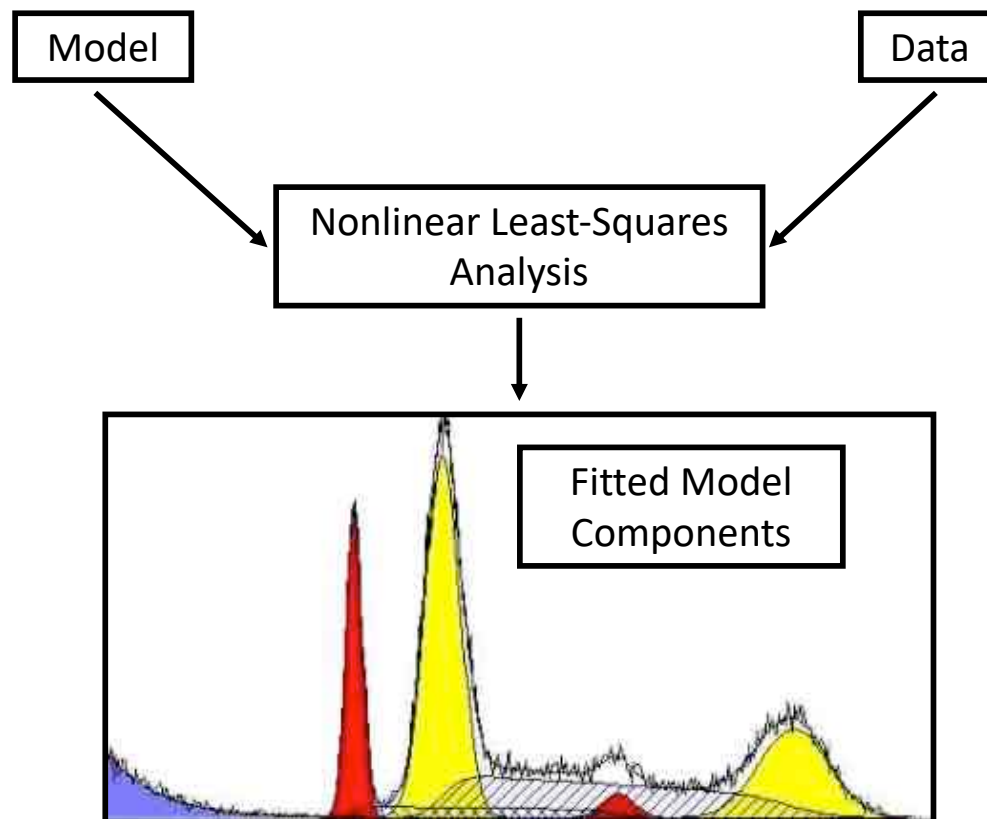 Model
Data
Nonlinear Least-Squares
Analysis
Fitted Model
Components